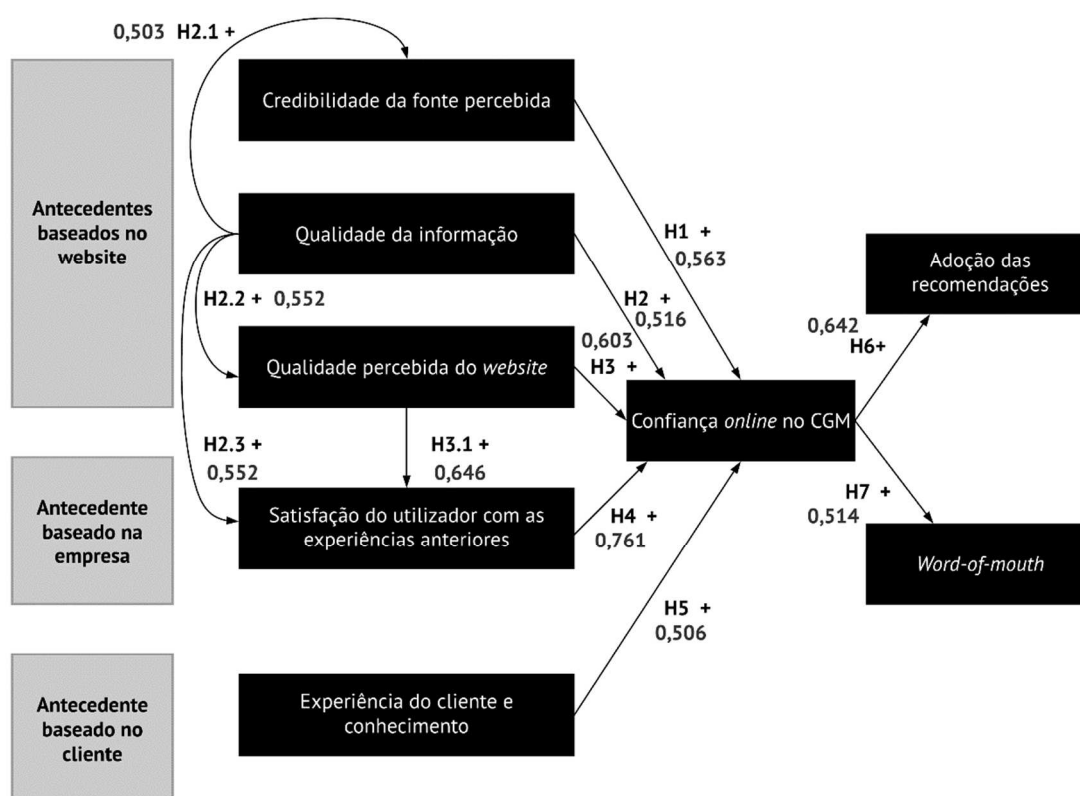 0,503 H2.1 +
Credibilidade da fonte percebida
Antecedentes
baseados no
website
Qualidade da informação
H1 +
0,563
Adoção das
recomendações
H2.2 + 0,552
H2 +
0,516
0,603
H3 +
0,642
H6+
Qualidade percebida do website
Confiança online no CGM
H2.3 +
0,552
H3.1 +
0,646
Antecedente
baseado na
empresa
Satisfação do utilizador com as
experiências anteriores
H4 +
0,761
H7 +
0,514
Word-of-mouth
H5 +
0,506
Antecedente
baseado no
cliente
Experiência do cliente e
conhecimento